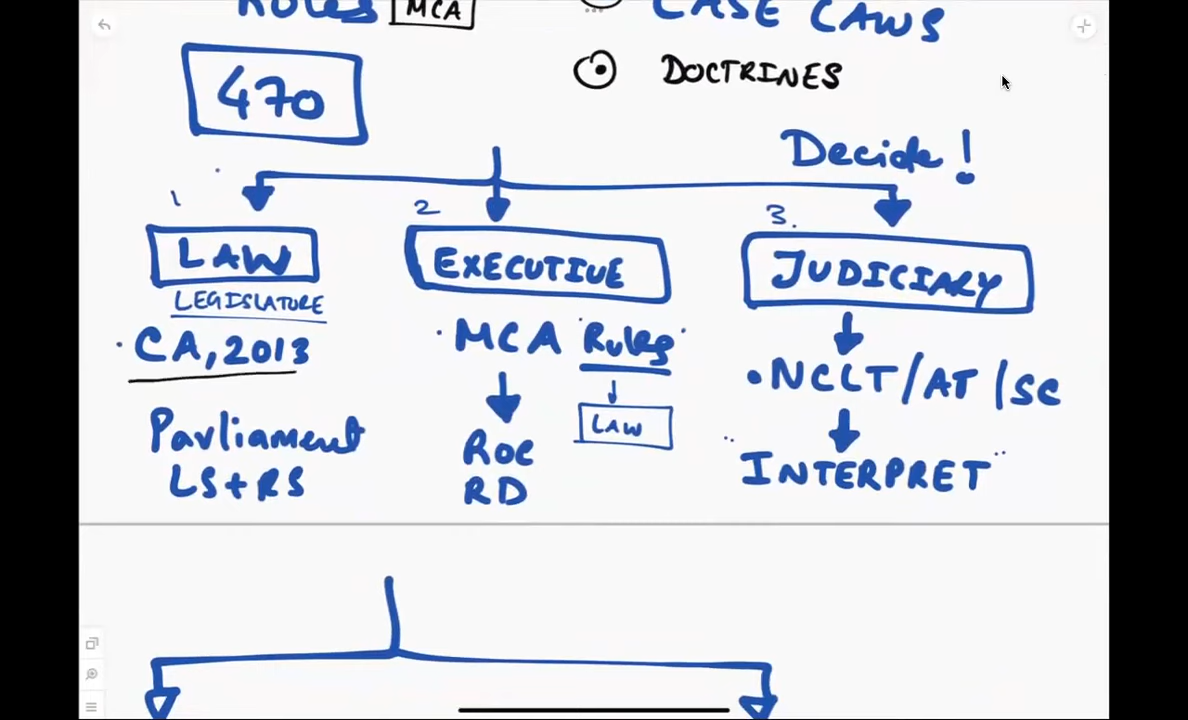 RULES MCA
CASE LAWS
DOCTRINES
470
Decide!
1
2
3.
LAW
EXECUTIVE
JUDICIARY
LEGISLATURE
CA, 2013
MCA Rules
NCLT/AT/SC
LAW
Parliament
LS+RS
ROC
RD
INTERPRET